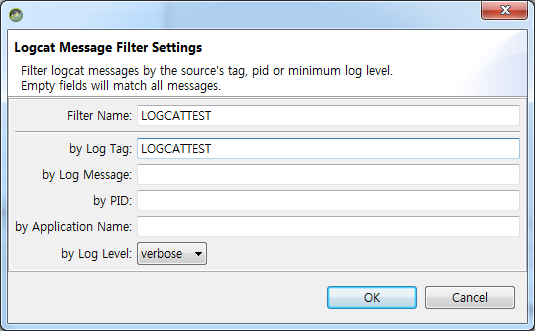 Logcat Message Filter Settings
Filter logcat messages by the source's tag, pid or minimum log level.
Empty fields will match all messages.
Filter Name: LOGCATTEST
by Log Tag: LOGCATTEST
by Log Message:
by PID:
by Application Name:
by Log Level: verbose
OK Cancel